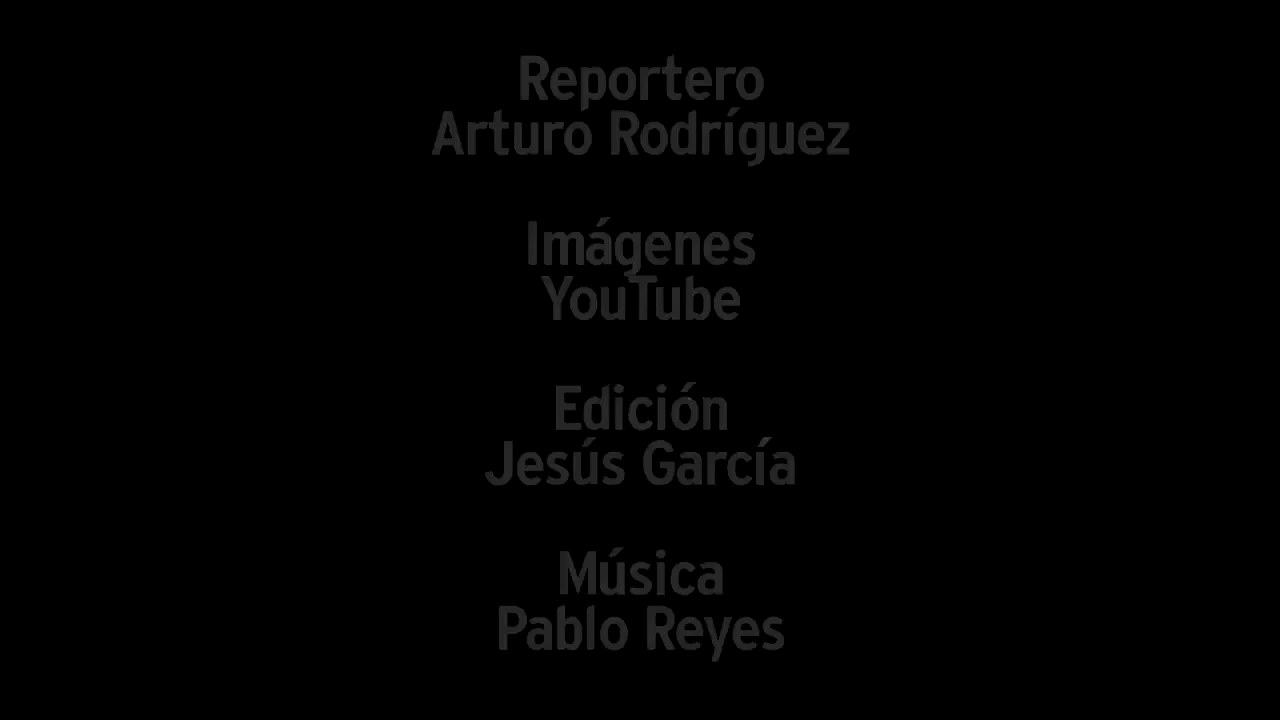 Reportero
Arturo Rodríguez
Imágenes
YouTube
Edición
Jesús García
Música
Pablo Reyes